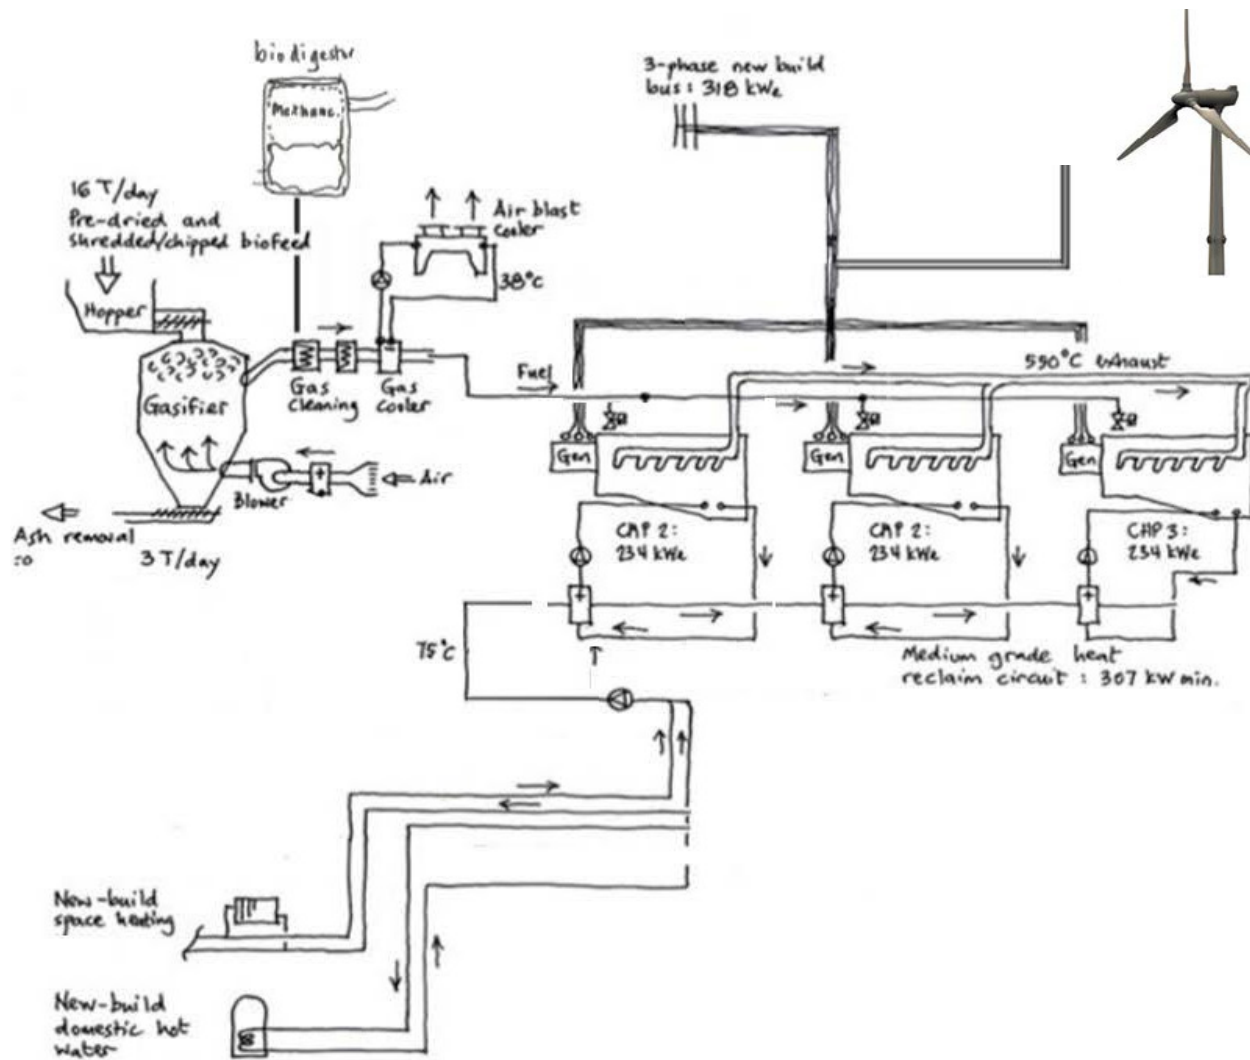 biodigestor
Methane.
3-phase new build
bus: 318 kWe
16 T/day
Pre-dried and
shredded/chipped biofeed
Air blast
cooler
38°C
Hopper
Gasifier
Gas
cleaning
Gas
cooler
Fuel
590°C exhaust
Blower
Air
Gen
Gen
Gen
Ash removal
:0
3 T/day
CHP 2:
234 kWe
CHP 2:
234 kWe
CHP 3:
234 kWe
75°C
Medium grade heat
reclaim circuit : 307 kW min.
New-build
space heating
New-build
domestic hot
water